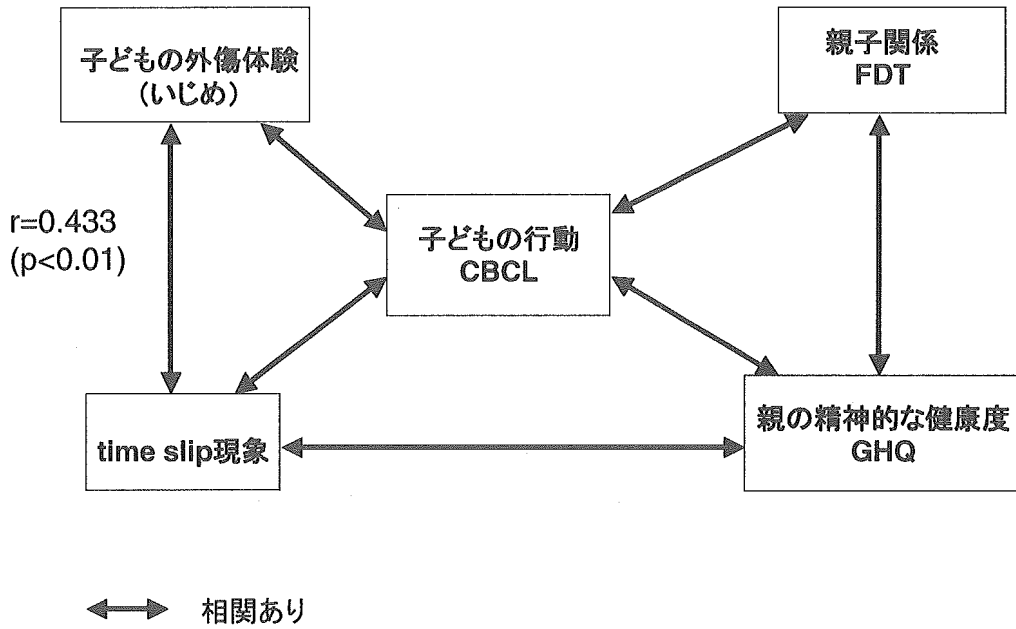 子どもの外傷体験
(いじめ)
親子関係
FDT
r=0.433
(p<0.01)
子どもの行動
CBCL
time slip現象
親の精神的な健康度
GHQ
相関あり